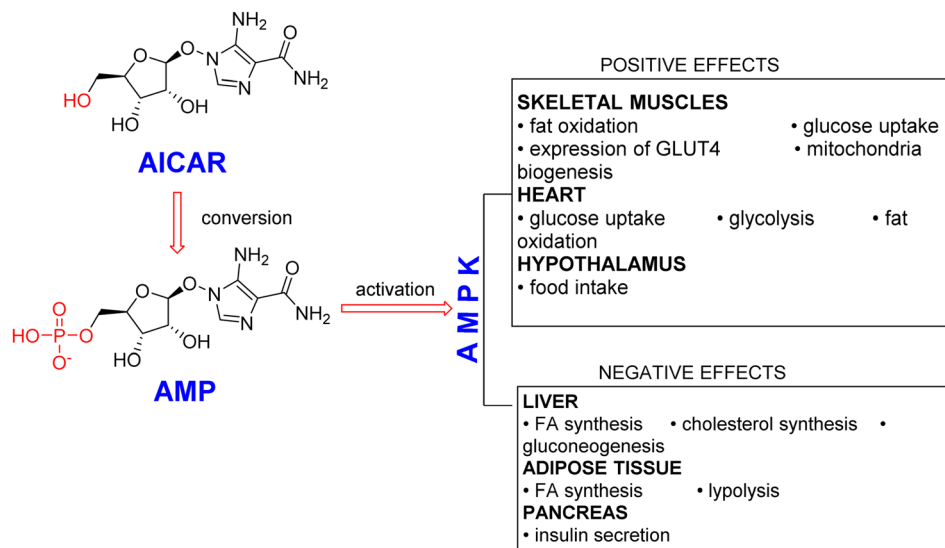 NH₂
O
O
O
N
NH₂
HO
N
OH
HO
AICAR
conversion
NH₂
O
O
O
N
NH₂
O
HO P O
O⁻
N
OH
HO
AMP
activation
AMPK
POSITIVE EFFECTS
SKELETAL MUSCLES
• fat oxidation • glucose uptake
• expression of GLUT4 • mitochondria
biogenesis
HEART
• glucose uptake • glycolysis • fat
oxidation
HYPOTHALAMUS
• food intake
NEGATIVE EFFECTS
LIVER
• FA synthesis • cholesterol synthesis •
gluconeogenesis
ADIPOSE TISSUE
• FA synthesis • lypolysis
PANCREAS
• insulin secretion